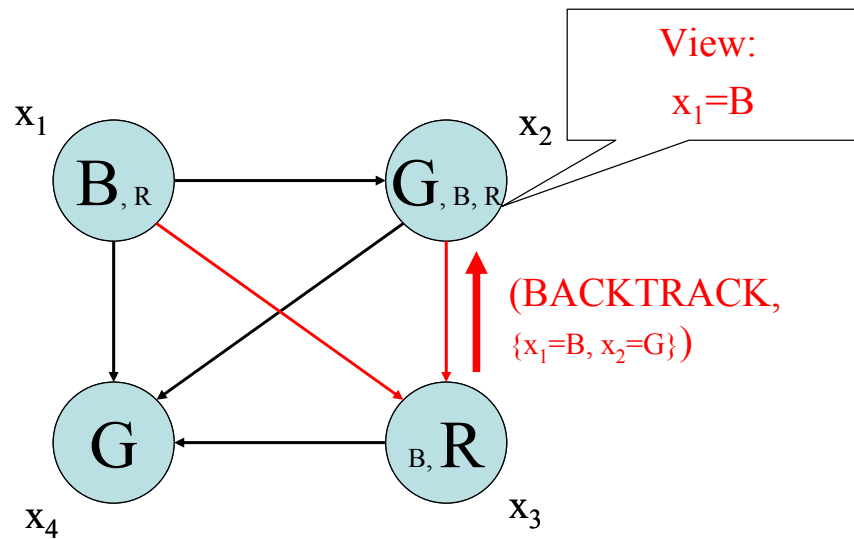 View:
x₁=B
x₁
x₂
B, R
G, B, R
(BACKTRACK,
{x₁=B, x₂=G})
G
B, R
x₄
x₃